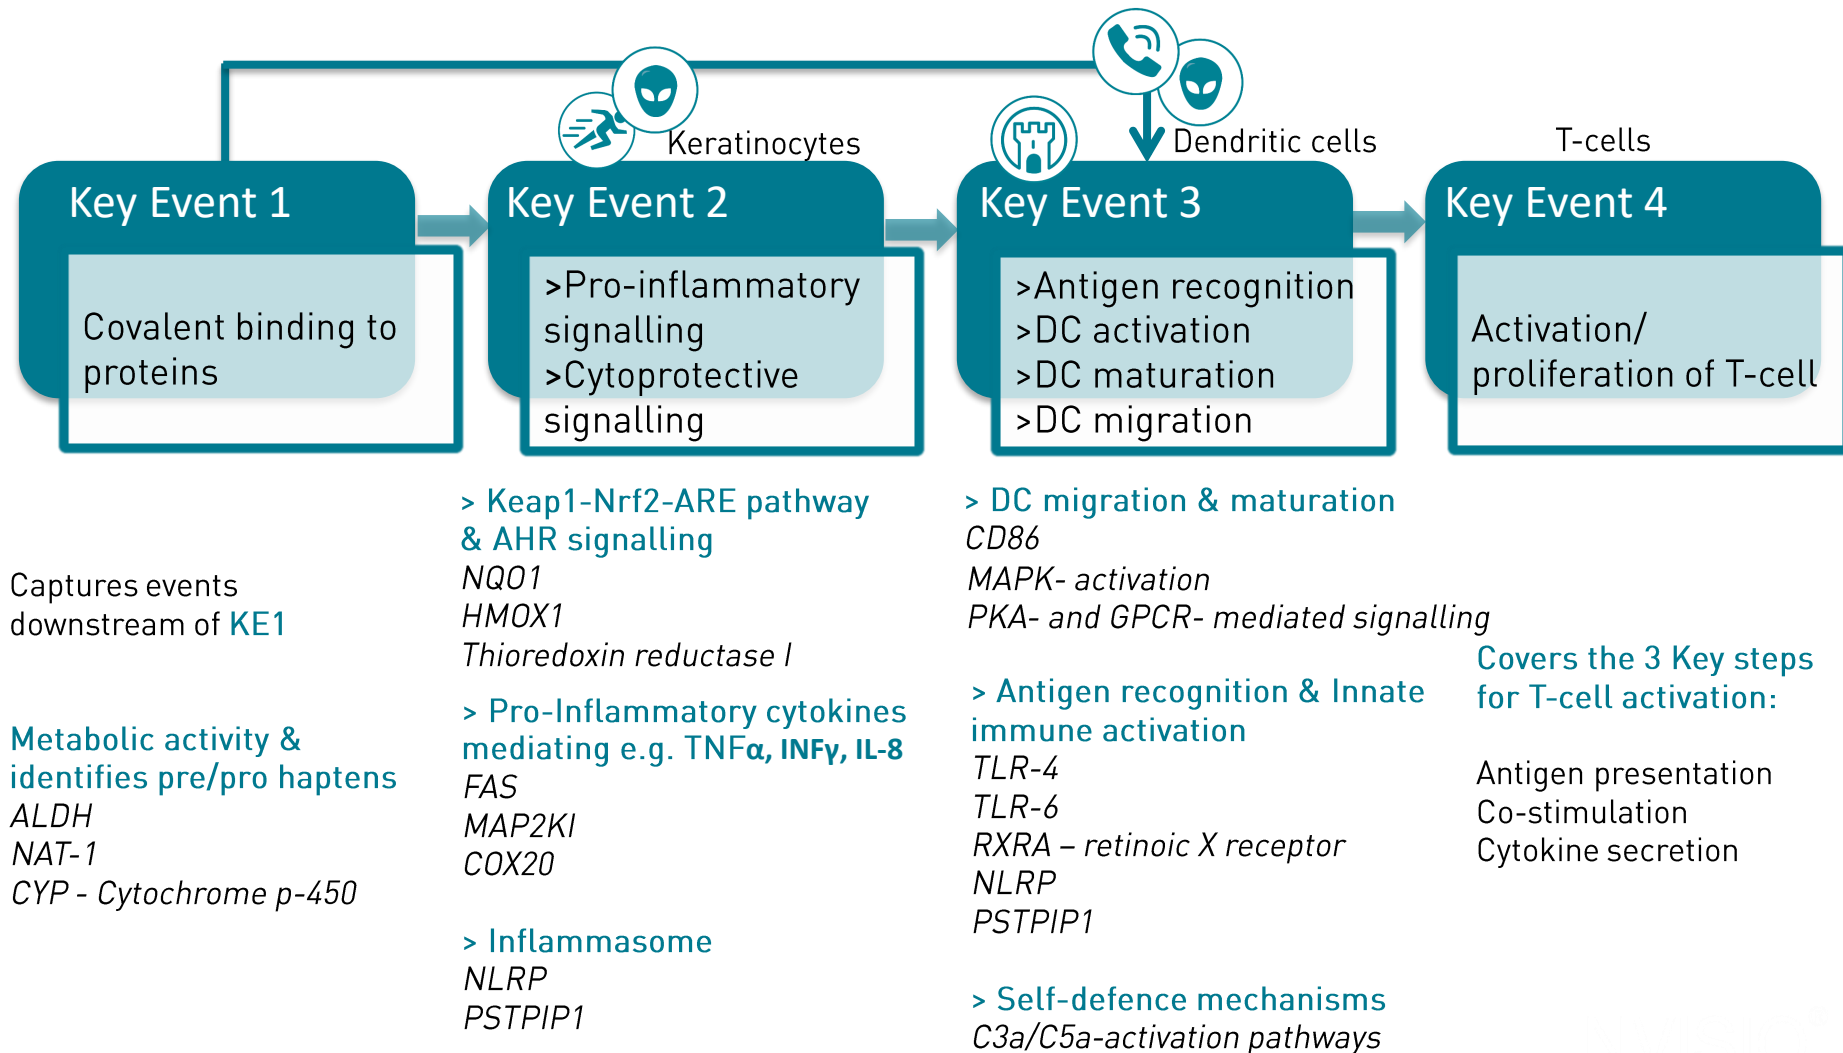 Keratinocytes
Dendritic cells
T-cells
Key Event 1
Covalent binding to
proteins
Key Event 2
>Pro-inflammatory
signalling
>Cytoprotective
signalling
Key Event 3
>Antigen recognition
>DC activation
>DC maturation
>DC migration
Key Event 4
Activation/
proliferation of T-cell
Captures events
downstream of KE1
Metabolic activity &
identifies pre/pro haptens
ALDH
NAT-1
CYP - Cytochrome p-450
> Keap1-Nrf2-ARE pathway
& AHR signalling
NQO1
HMOX1
Thioredoxin reductase I
> Pro-Inflammatory cytokines
mediating e.g. TNFα, INFγ, IL-8
FAS
MAP2KI
COX20
> Inflammasome
NLRP
PSTPIP1
> DC migration & maturation
CD86
MAPK- activation
PKA- and GPCR- mediated signalling
> Antigen recognition & Innate
immune activation
TLR-4
TLR-6
RXRA – retinoic X receptor
NLRP
PSTPIP1
> Self-defence mechanisms
C3a/C5a-activation pathways
Covers the 3 Key steps
for T-cell activation:
Antigen presentation
Co-stimulation
Cytokine secretion